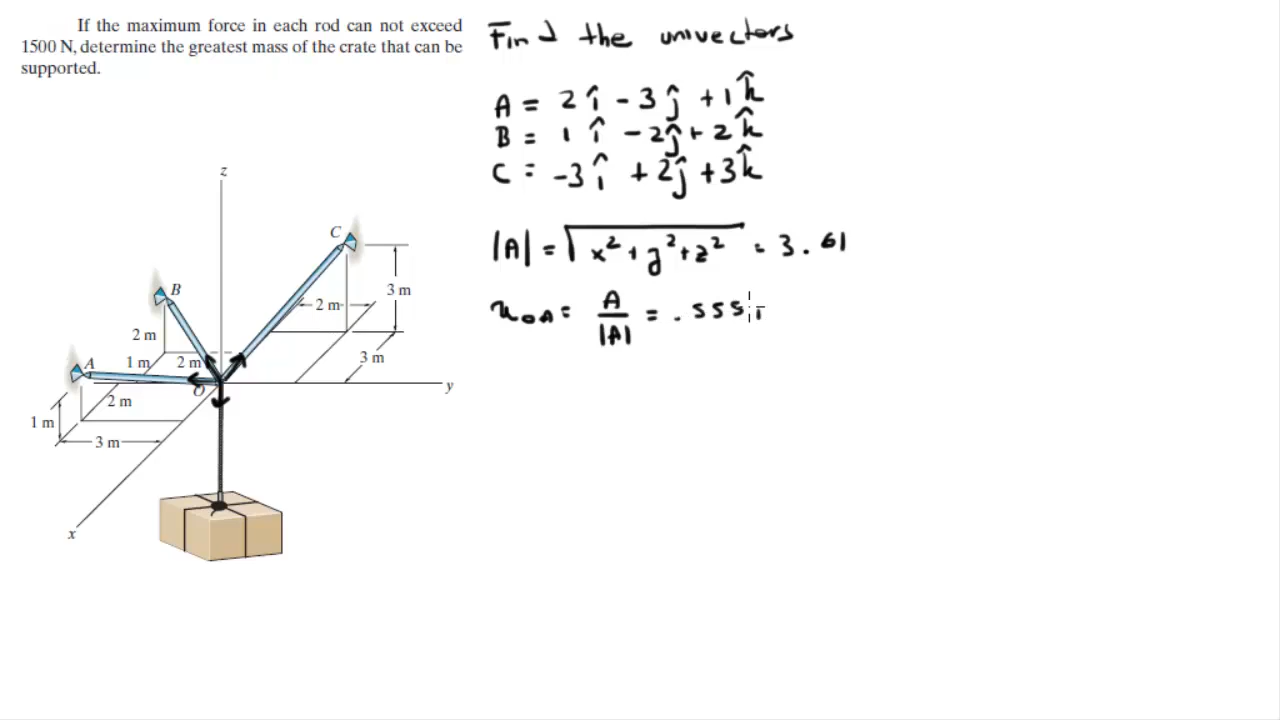 If the maximum force in each rod can not exceed
1500 N, determine the greatest mass of the crate that can be
supported.
Find the univectors
A = 2î - 3ĵ + 1k̂
B = 1î - 2ĵ + 2k̂
C = -3î + 2ĵ + 3k̂
|A| = √x² + y² + z² = 3.61
u_OA = A/|A| = .555
z
C
B
3 m
2 m
2 m
3 m
A
1 m
2 m
O
y
2 m
1 m
3 m
x